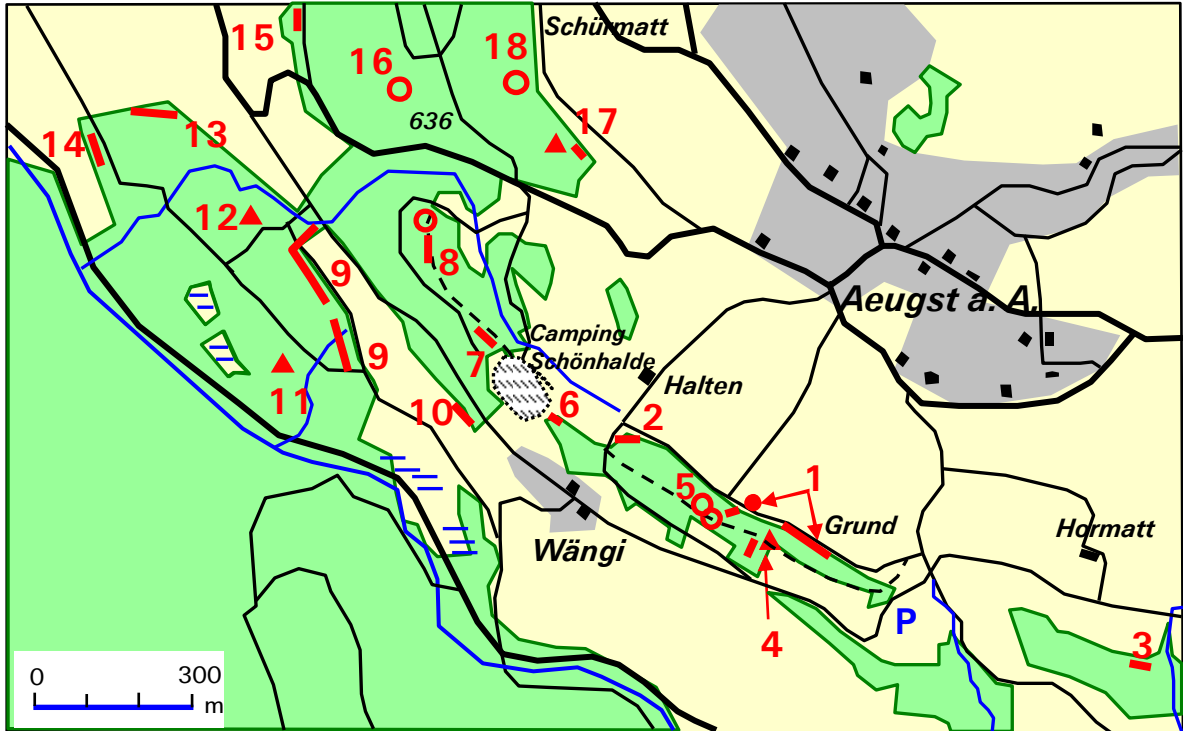 Schürmatt
15
16
18
636
17
14
13
12
8
9
Aeugst a. A.
Camping
Schönhalde
7
9
11
Halten
10
6
2
5
1
Grund
Hormatt
Wängi
P
4
3
0 300
m